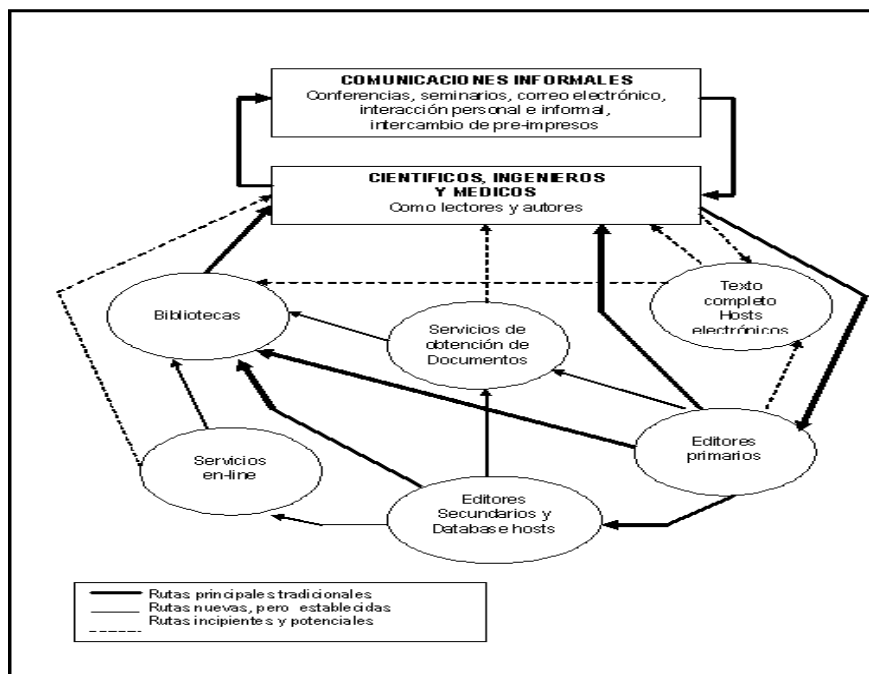 COMUNICACIONES INFORMALES
Conferencias, seminarios, correo electrónico,
interacción personal e informal,
intercambio de pre-impresos
CIENTIFICOS, INGENIEROS
Y MEDICOS
Como lectores y autores
Texto
completo
Hosts
electrónicos
Bibliotecas
Servicios de
obtención de
Documentos
Editores
primarios
Servicios
en-line
Editores
Secundarios y
Database hosts
Rutas principales tradicionales
Rutas nuevas, pero establecidas
Rutas incipientes y potenciales